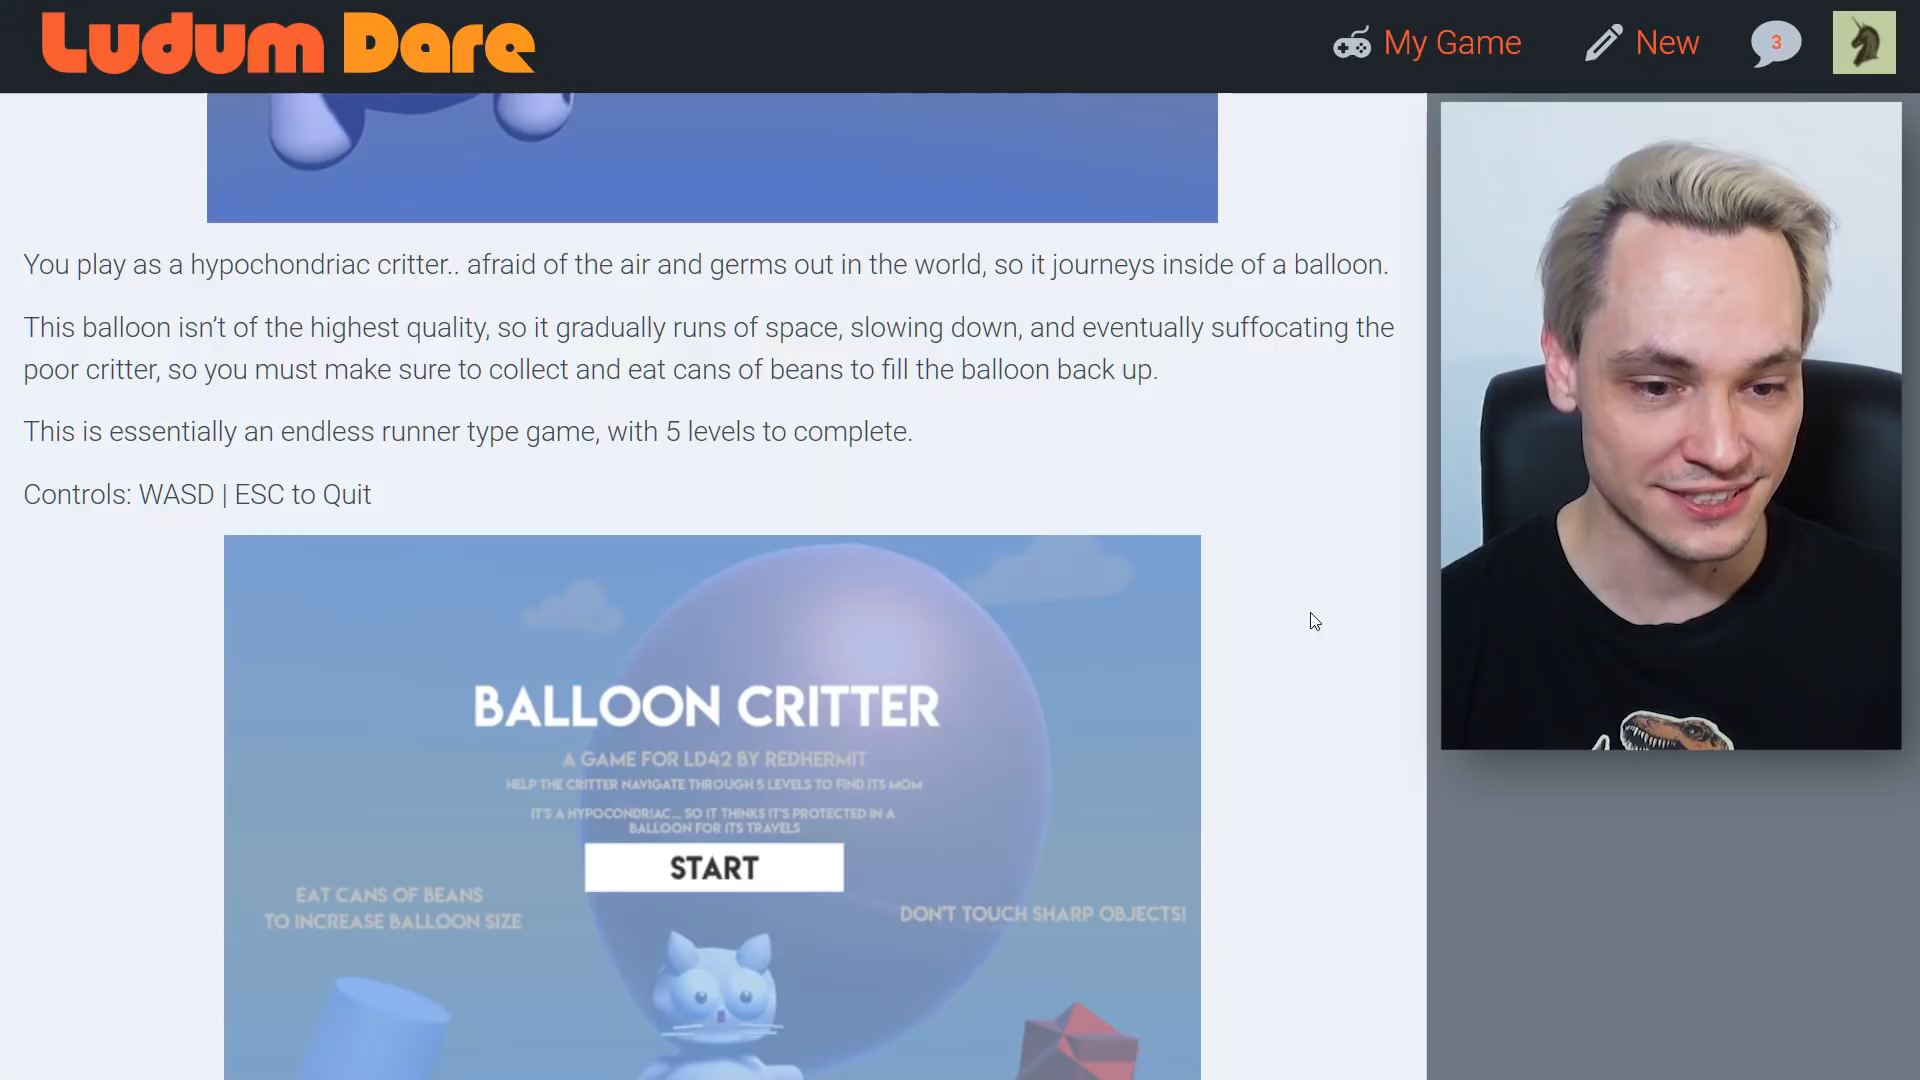 Ludum Dare
My Game
New
3
You play as a hypochondriac critter.. afraid of the air and germs out in the world, so it journeys inside of a balloon.
This balloon isn’t of the highest quality, so it gradually runs of space, slowing down, and eventually suffocating the
poor critter, so you must make sure to collect and eat cans of beans to fill the balloon back up.
This is essentially an endless runner type game, with 5 levels to complete.
Controls: WASD | ESC to Quit
BALLOON CRITTER
A GAME FOR LD42 BY REDHERMIT
HELP THE CRITTER NAVIGATE THROUGH 5 LEVELS TO FIND ITS MOM
IT'S A HYPOCONDRIAC... SO IT THINKS IT'S PROTECTED IN A
BALLOON FOR ITS TRAVELS
START
EAT CANS OF BEANS
TO INCREASE BALLOON SIZE
DON'T TOUCH SHARP OBJECTS!